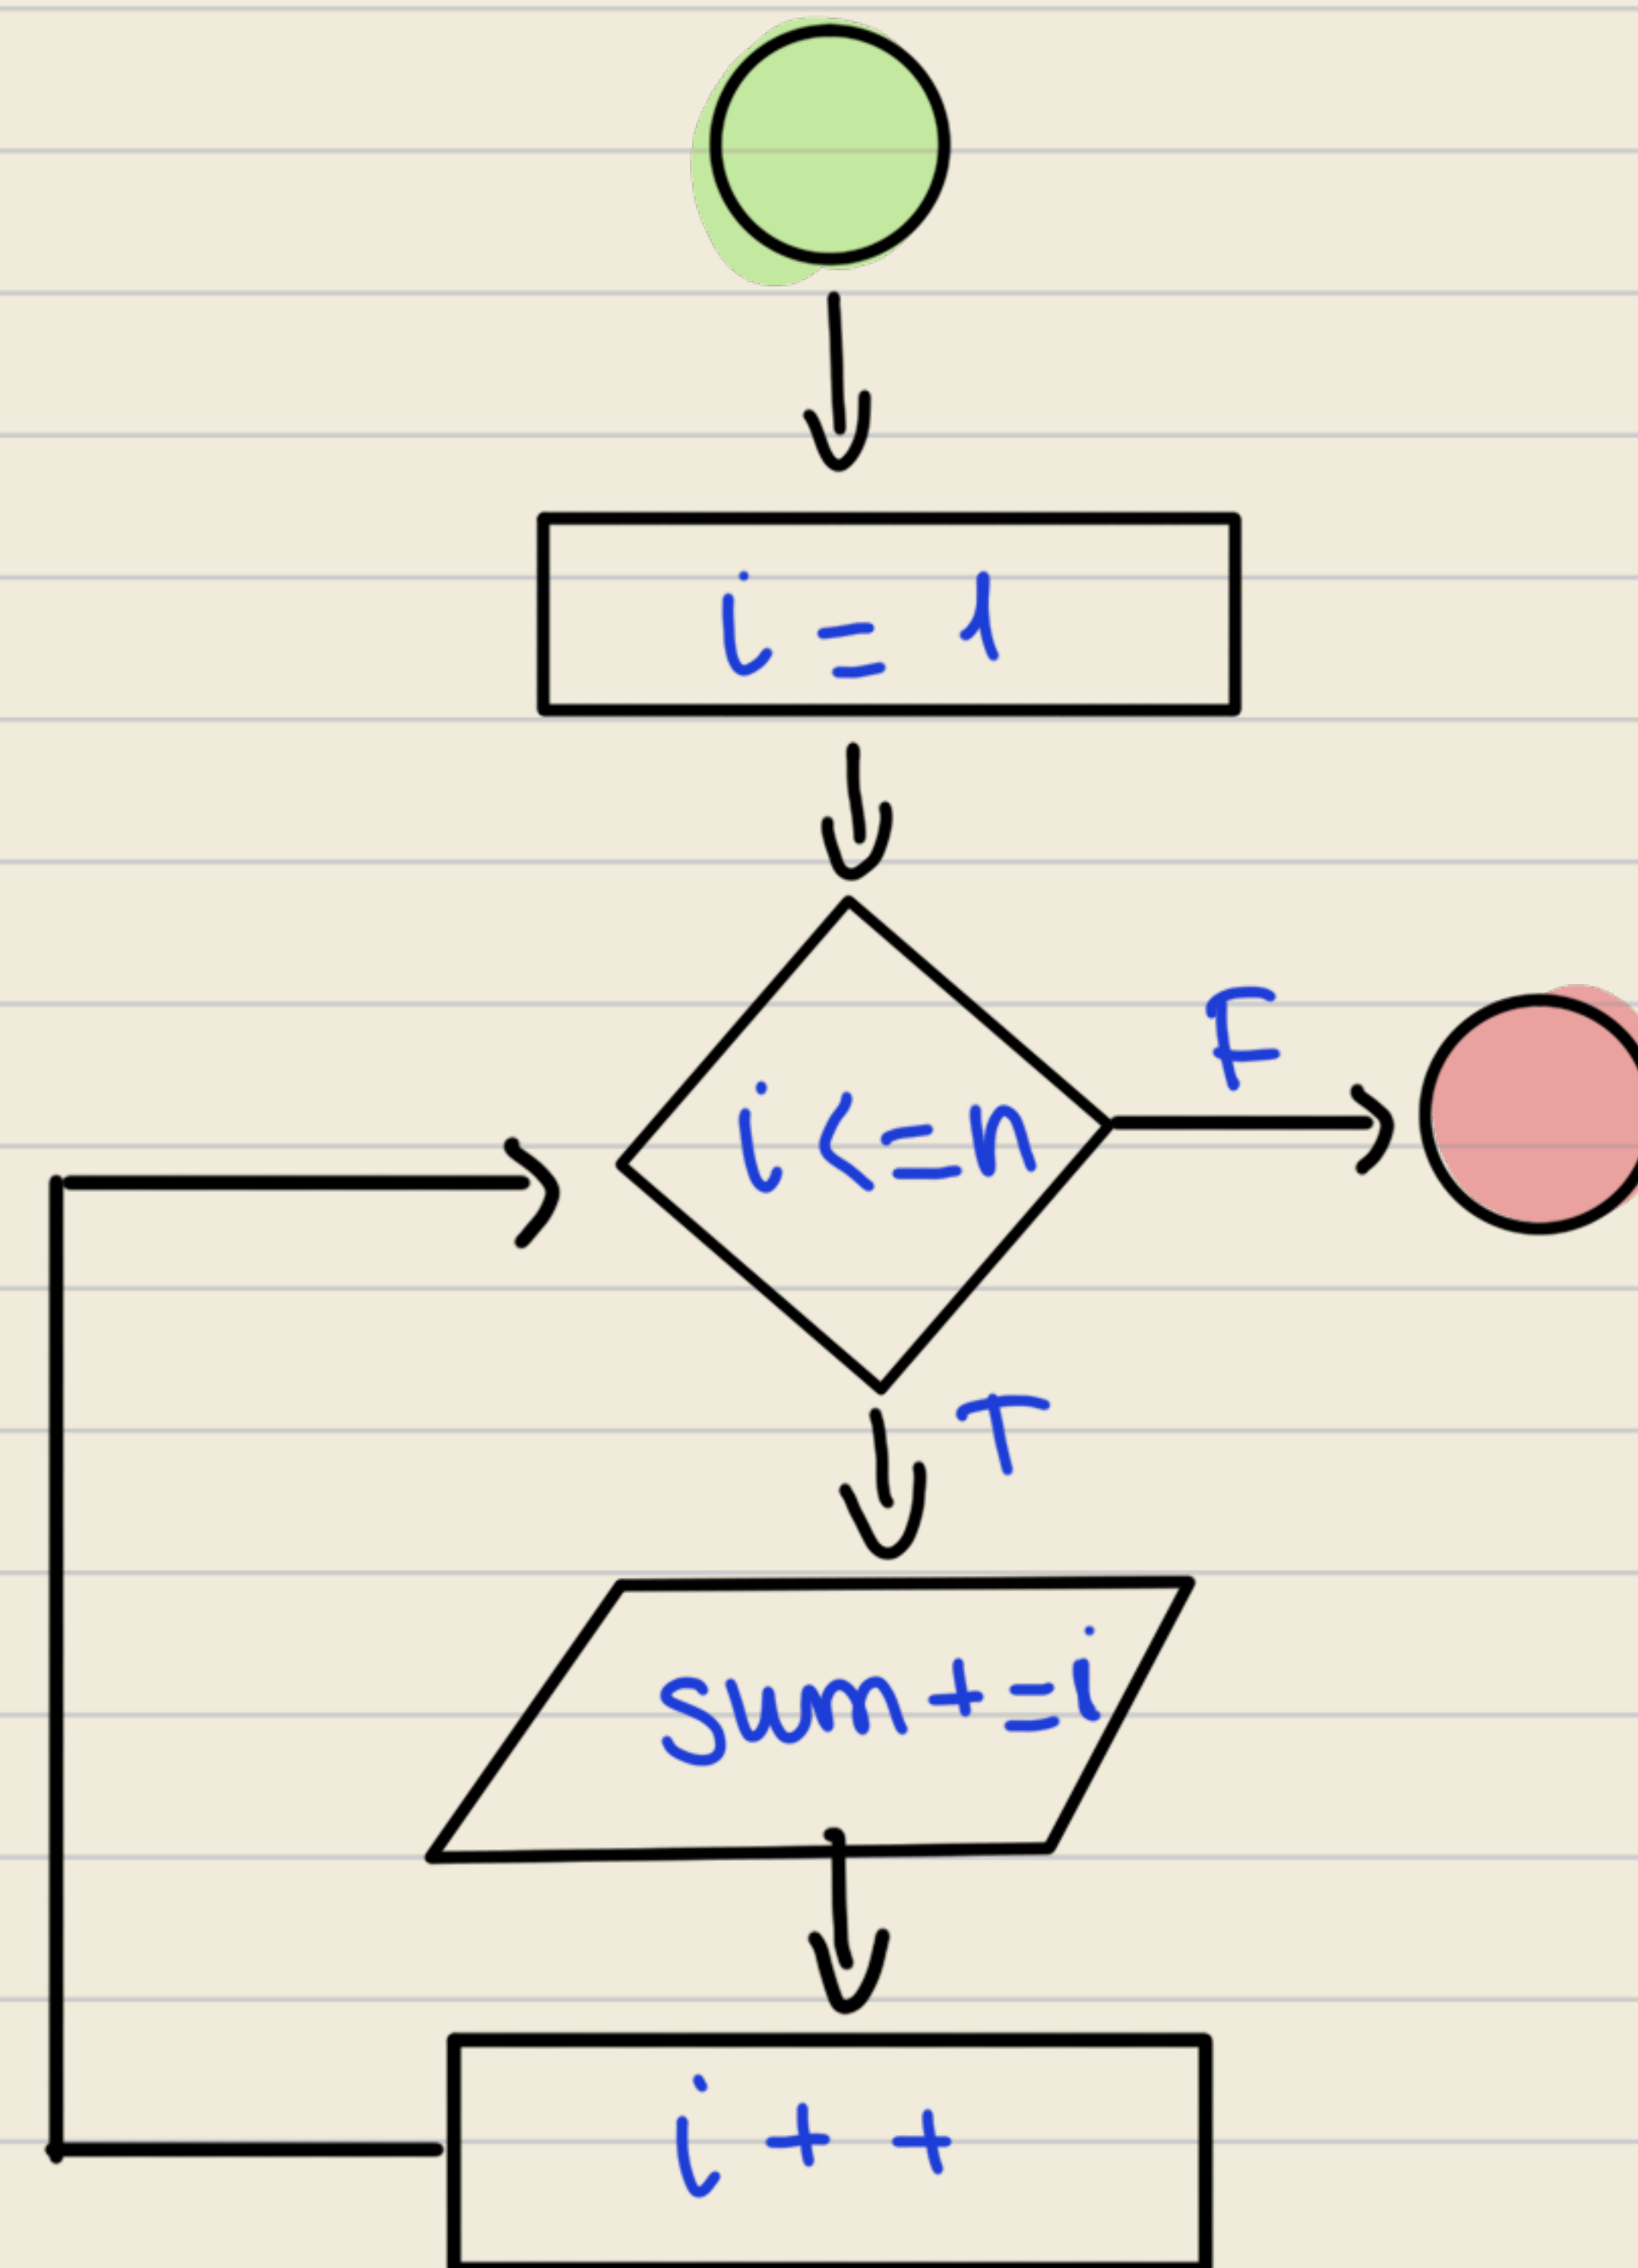 i = 1
i <= n
F
T
sum += i
i + +